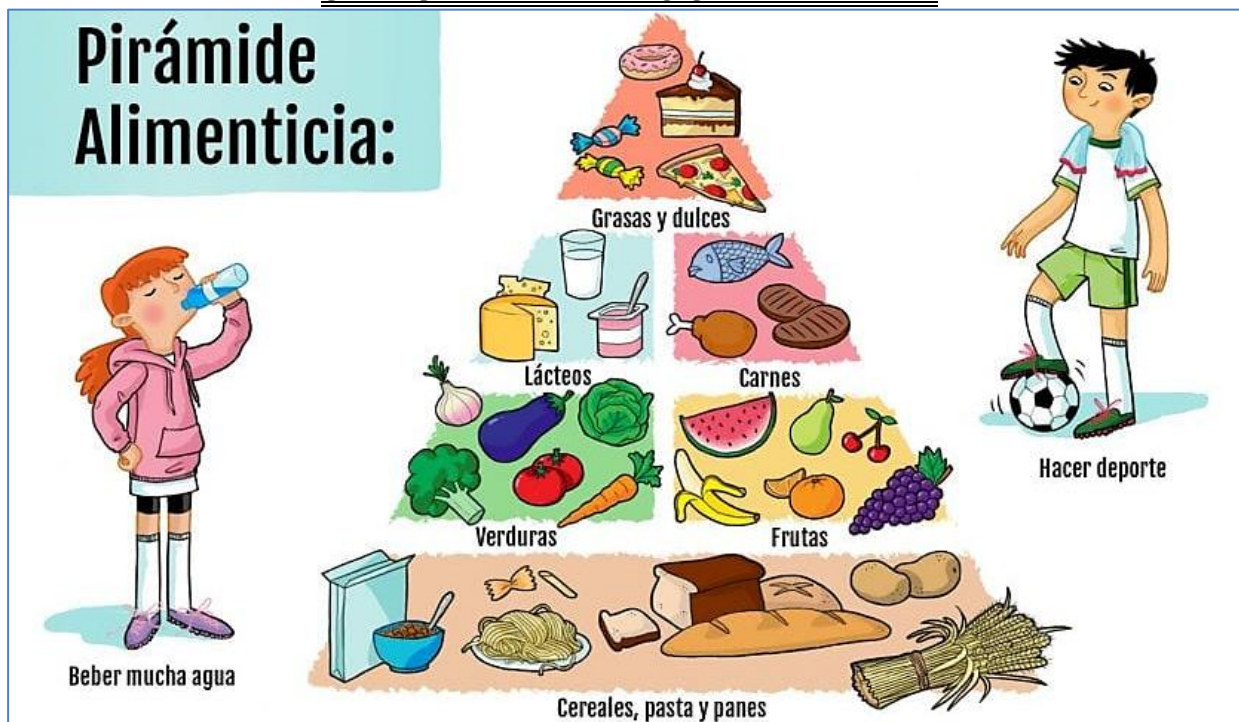 Pirámide
Alimenticia:
Grasas y dulces
Lácteos
Carnes
Verduras
Frutas
Hacer deporte
Beber mucha agua
Cereales, pasta y panes